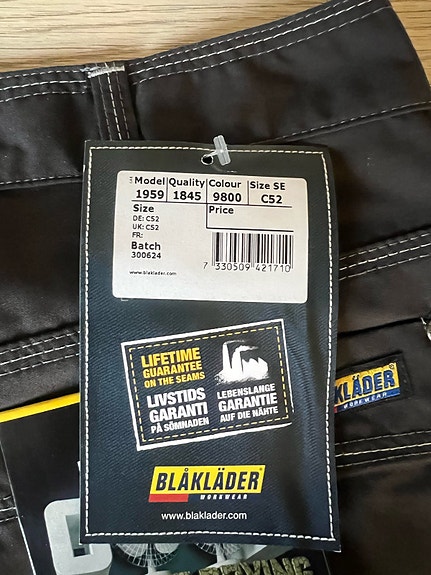 Model Quality Colour Size SE
1959 1845 9800 C52
Size Price
DE: C52
UK: C52
FR:
Batch
300624
www.blaklader.com
7 330509 421710
LIFETIME
GUARANTEE
ON THE SEAMS
LIVSTIDS
GARANTI
PÅ SÖMNADEN
LEBENSLANGE
GARANTIE
AUF DIE NÄHTE
BLÅKLÄDER
WORKWEAR
www.blaklader.com
KLÄDER
WORKWEAR